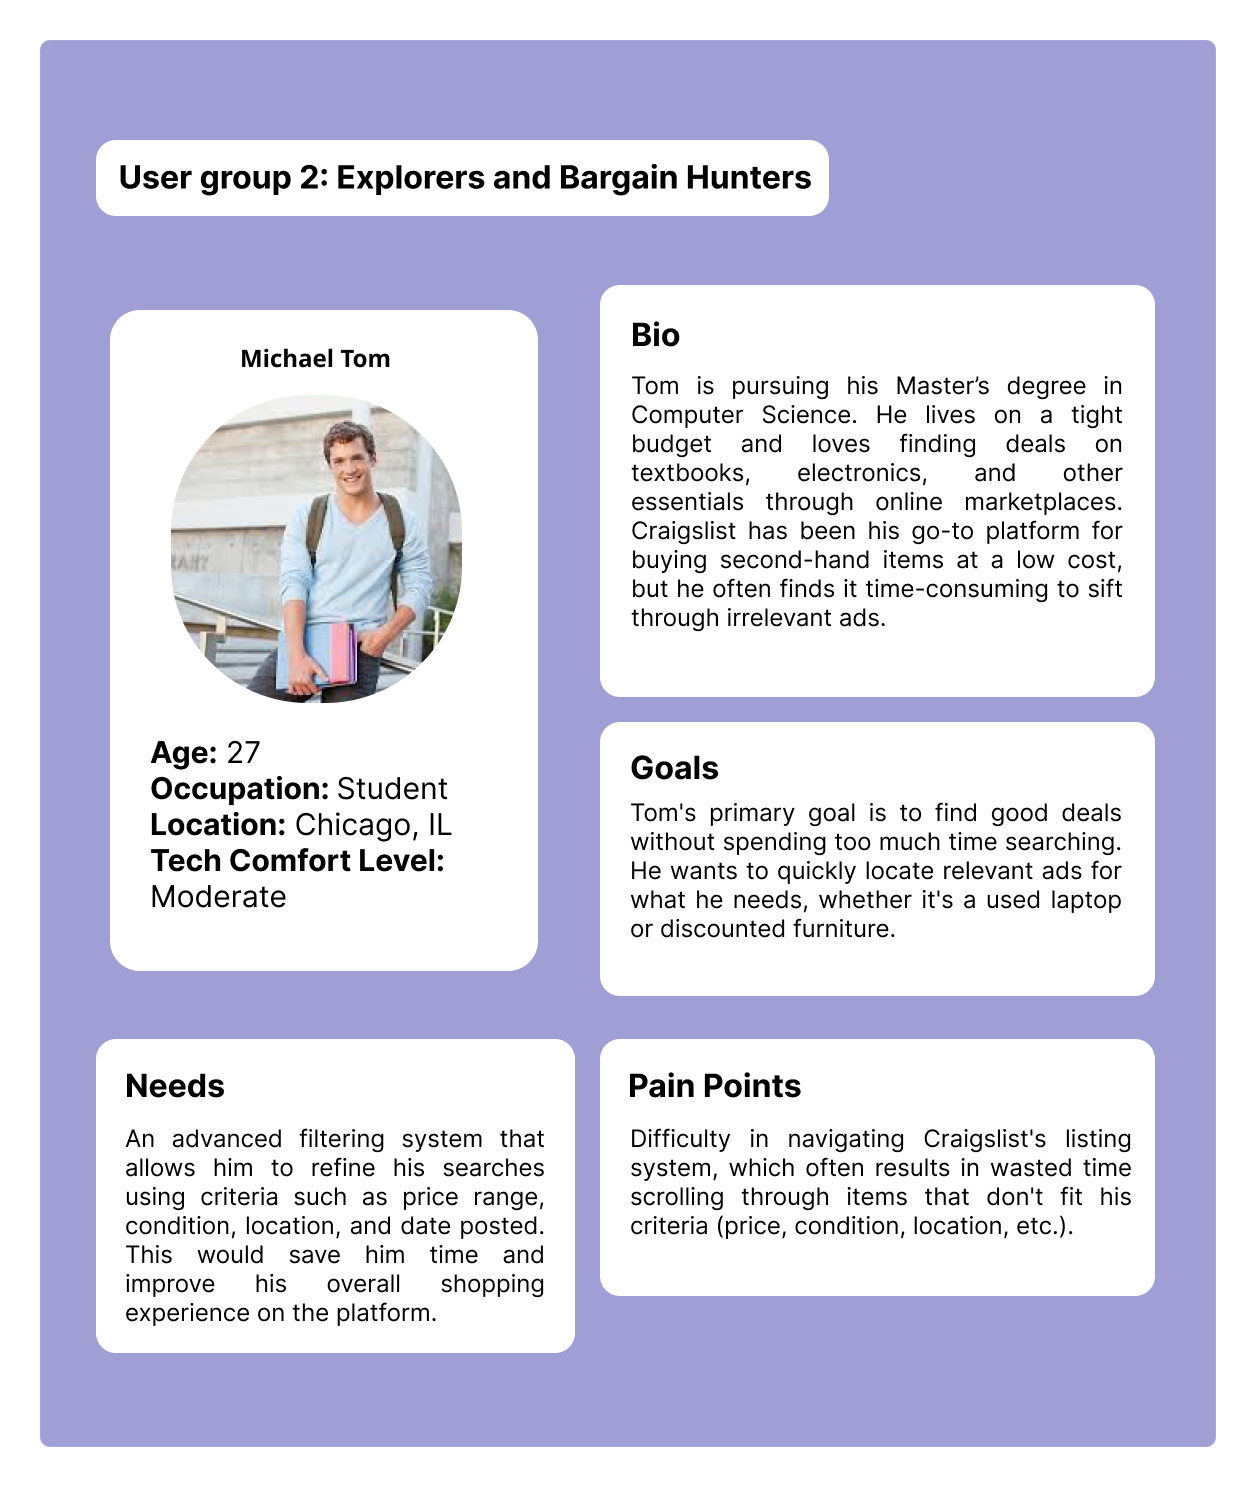 User group 2: Explorers and Bargain Hunters
Michael Tom
RARY
Age: 27
Occupation: Student
Location: Chicago, IL
Tech Comfort Level:
Moderate
Bio
Tom is pursuing his Master’s degree in
Computer Science. He lives on a tight
budget and loves finding deals on
textbooks, electronics, and other
essentials through online marketplaces.
Craigslist has been his go-to platform for
buying second-hand items at a low cost,
but he often finds it time-consuming to sift
through irrelevant ads.
Goals
Tom's primary goal is to find good deals
without spending too much time searching.
He wants to quickly locate relevant ads for
what he needs, whether it's a used laptop
or discounted furniture.
Needs
An advanced filtering system that
allows him to refine his searches
using criteria such as price range,
condition, location, and date posted.
This would save him time and
improve his overall shopping
experience on the platform.
Pain Points
Difficulty in navigating Craigslist's listing
system, which often results in wasted time
scrolling through items that don't fit his
criteria (price, condition, location, etc.).